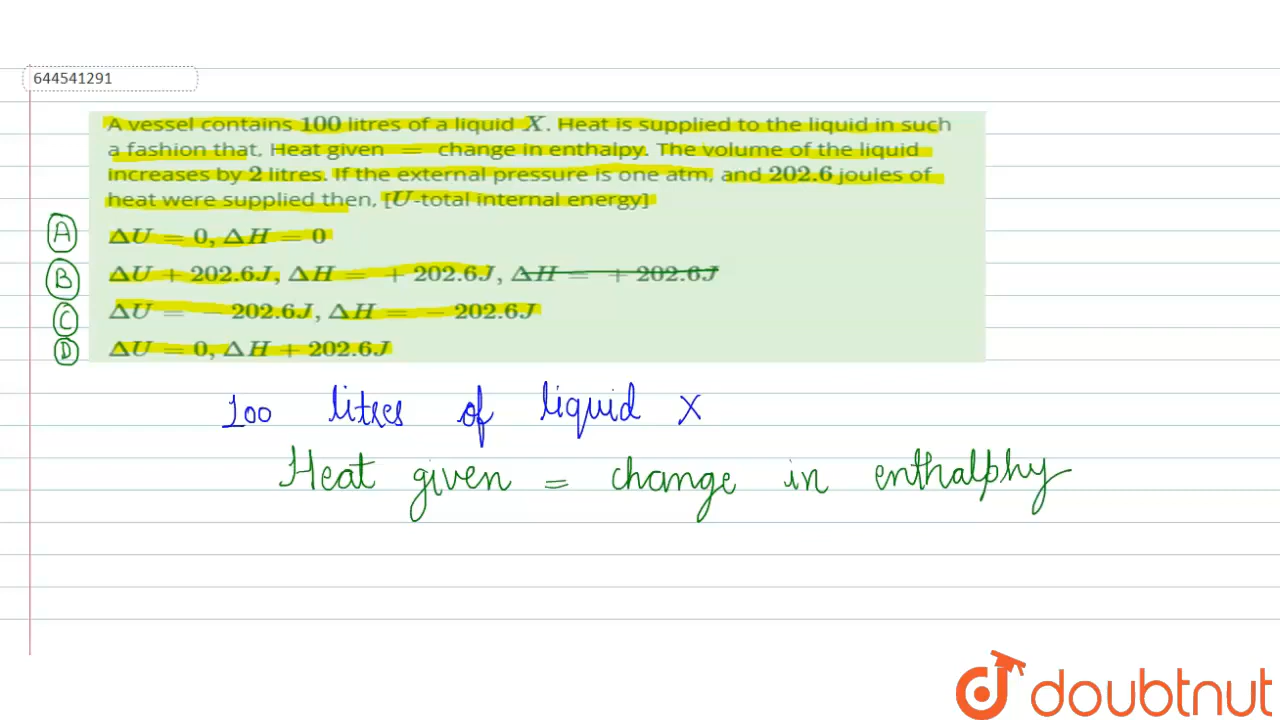 644541291
A vessel contains 100 litres of a liquid X. Heat is supplied to the liquid in such
a fashion that, Heat given = change in enthalpy. The volume of the liquid
increases by 2 litres. If the external pressure is one atm, and 202.6 joules of
heat were supplied then, [U-total internal energy]
A ΔU = 0, ΔH = 0
B ΔU + 202.6J, ΔH = + 202.6J, ΔH = + 202.6J
C ΔU = − 202.6J, ΔH = − 202.6J
D ΔU = 0, ΔH + 202.6J
100 litres of liquid X
Heat given = change in enthalphy
doubtnut